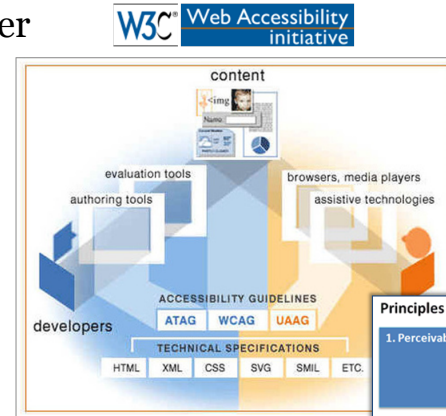 er
W3C® Web Accessibility
initiative
content
<img
Name:
evaluation tools
browsers, media players
authoring tools
assistive technologies
ACCESSIBILITY GUIDELINES
developers
ATAG WCAG UAAG
TECHNICAL SPECIFICATIONS
HTML XML CSS SVG SMIL ETC.
Principles
1. Perceivab